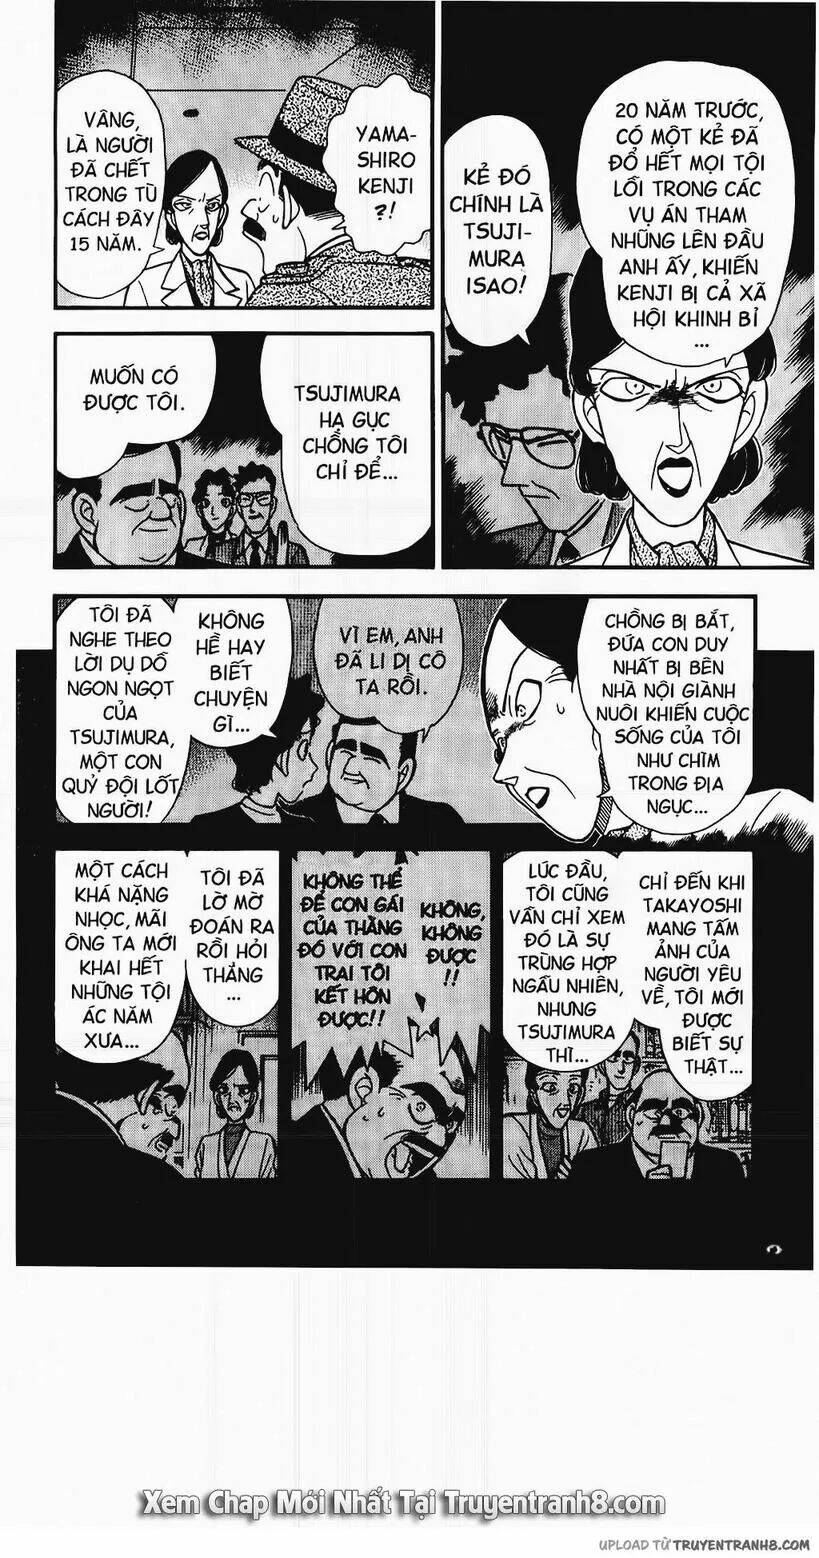 YAMA-
SHIRO
KENJI
?!
VÂNG,
LÀ NGƯỜI
ĐÃ CHẾT
TRONG TÙ
CÁCH ĐÂY
15 NĂM.
20 NĂM TRƯỚC,
CÓ MỘT KẺ ĐÃ
ĐỔ HẾT MỌI TỘI
LỖI TRONG CÁC
VỤ ÁN THAM
NHŨNG LÊN ĐẦU
ANH ẤY, KHIẾN
KENJI BỊ CẢ XÃ
HỘI KHINH BỈ
...
KẺ ĐÓ
CHÍNH LÀ
TSUJI-
MURA
ISAO!
TSUJIMURA
HẠ GỤC
CHỒNG TÔI
CHỈ ĐỂ...
MUỐN CÓ
ĐƯỢC TÔI.
CHỒNG BỊ BẮT,
ĐỨA CON DUY
NHẤT BỊ BÊN
NHÀ NỘI GIÀNH
NUÔI KHIẾN CUỘC
SỐNG CỦA TÔI
NHƯ CHÌM
TRONG ĐỊA
NGỤC...
VÌ EM, ANH
ĐÃ LI DỊ CÔ
TA RỒI.
KHÔNG
HỀ HAY
BIẾT
CHUYỆN
GÌ...
TÔI ĐÃ
NGHE THEO
LỜI DỤ DỖ
NGON NGỌT
CỦA
TSUJIMURA,
MỘT CON
QUỶ ĐỘI LỐT
NGƯỜI!
CHỈ ĐẾN KHI
TAKAYOSHI
MANG TẤM
ẢNH CỦA
NGƯỜI YÊU
VỀ, TÔI MỚI
ĐƯỢC
BIẾT SỰ
THẬT...
LÚC ĐẦU,
TÔI CŨNG
VẪN CHỈ XEM
ĐÓ LÀ SỰ
TRÙNG HỢP
NGẪU NHIÊN,
NHƯNG
TSUJIMURA
THÌ...
KHÔNG,
KHÔNG
ĐƯỢC
!!
KHÔNG THỂ
ĐỂ CON GÁI
CỦA THẰNG
ĐÓ VỚI CON
TRAI TÔI
KẾT HÔN
ĐƯỢC!!
TÔI ĐÃ
LỜ MỜ
ĐOÁN RA
RỒI HỎI
THẲNG
...
MỘT CÁCH
KHÁ NẶNG
NHỌC, MÃI
ÔNG TA MỚI
KHAI HẾT
NHỮNG TỘI
ÁC NĂM
XƯA...
Xem Chap Mới Nhất Tại Truyentranh8.com
UPLOAD TỪ TRUYENTRANH8.COM